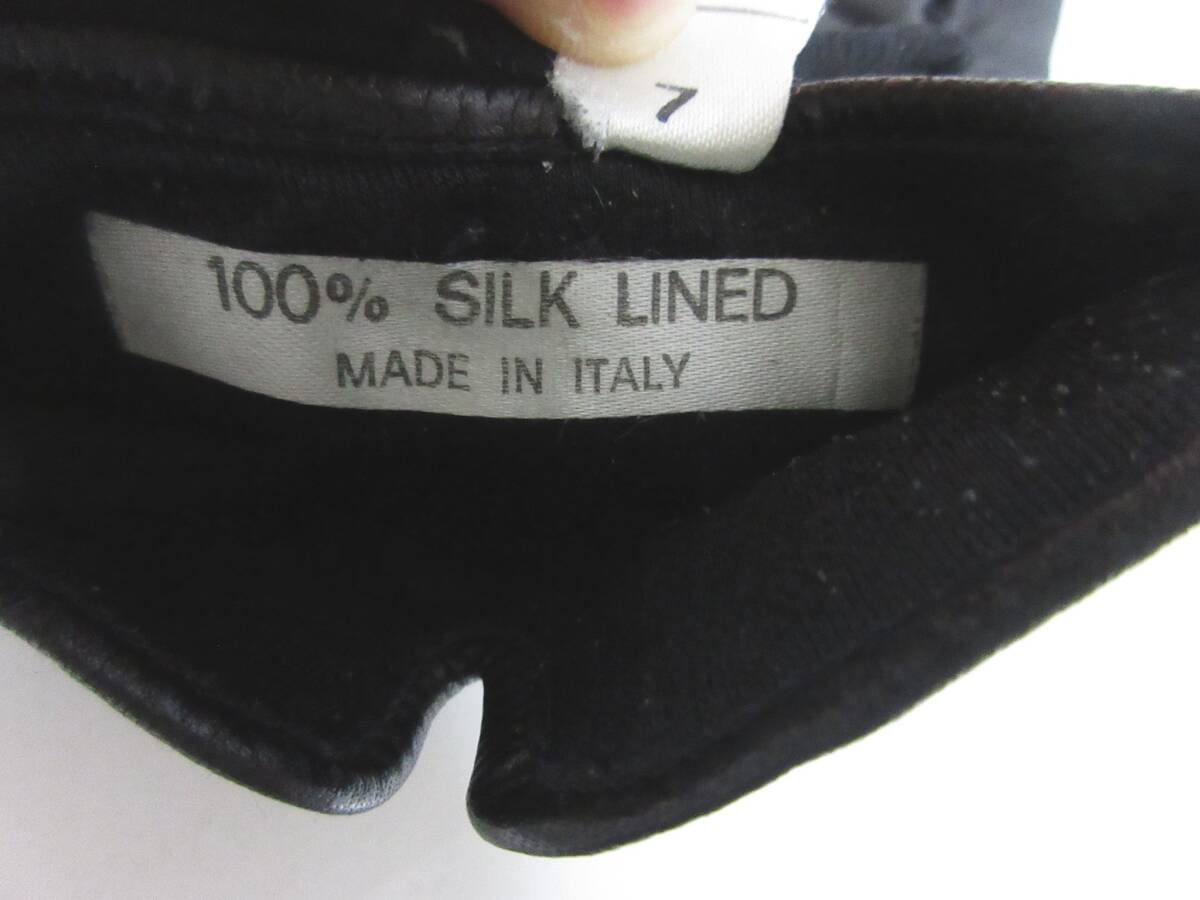 7
100% SILK LINED
MADE IN ITALY